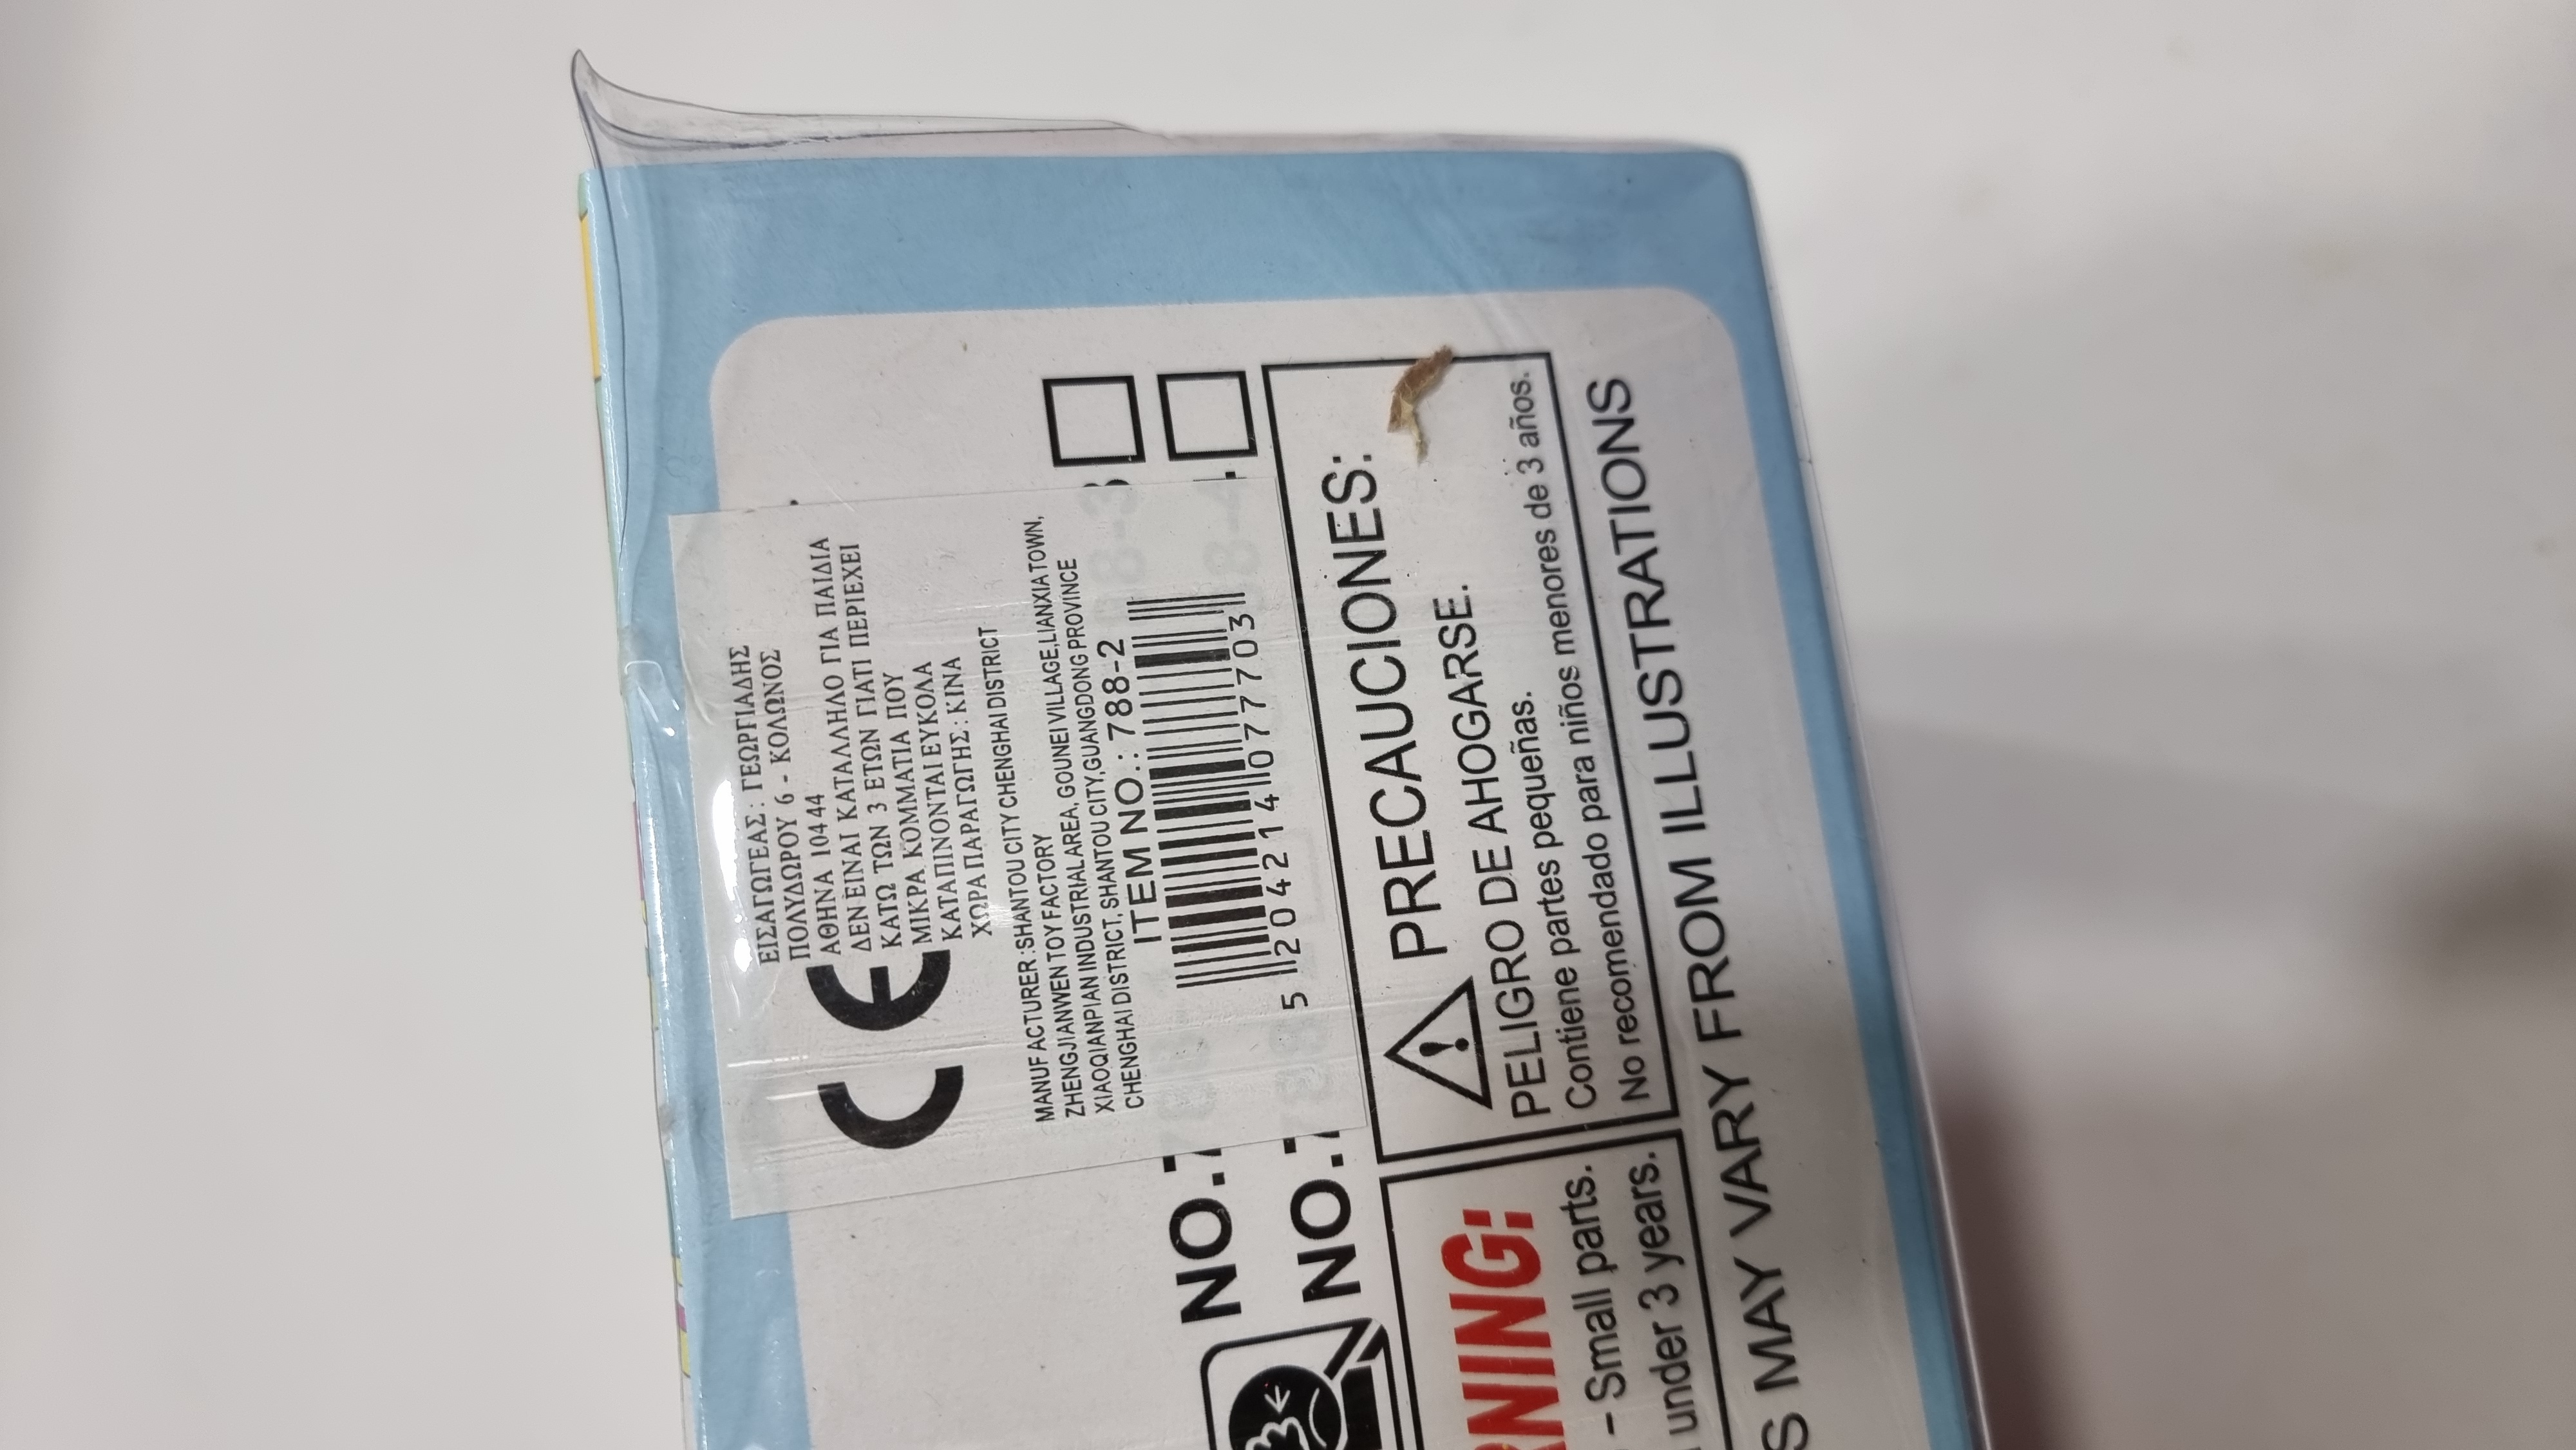 CE
ΕΙΣΑΓΩΓΕΑΣ: ΓΕΩΡΓΙΑΔΗΣ
ΠΟΛΥΔΩΡΟΥ 6 - ΚΟΛΩΝΟΣ
ΑΘΗΝΑ 104 44
ΔΕΝ ΕΙΝΑΙ ΚΑΤΑΛΛΗΛΟ ΓΙΑ ΠΑΙΔΙΑ
ΚΑΤΩ ΤΩΝ 3 ΕΤΩΝ ΓΙΑΤΙ ΠΕΡΙΕΧΕΙ
ΜΙΚΡΑ ΚΟΜΜΑΤΙΑ ΠΟΥ
ΚΑΤΑΠΙΝΟΝΤΑΙ ΕΥΚΟΛΑ
ΧΩΡΑ ΠΑΡΑΓΩΓΗΣ: ΚΙΝΑ
MANUFACTURER :SHANTOU CITY CHENGHAI DISTRICT
ZHENGJIANWEN TOY FACTORY
XIAOQIANPIAN INDUSTRIAL AREA, GOUNEI VILLAGE,LIANXIA TOWN,
CHENGHAI DISTRICT, SHANTOU CITY,GUANGDONG PROVINCE
ITEM NO.: 788-2
5 204214 077703
NO.7
NO.7
RNING:
– Small parts.
under 3 years.
PRECAUCIONES:
PELIGRO DE AHOGARSE.
Contiene partes pequeñas.
No recomendado para niños menores de 3 años.
S MAY VARY FROM ILLUSTRATIONS